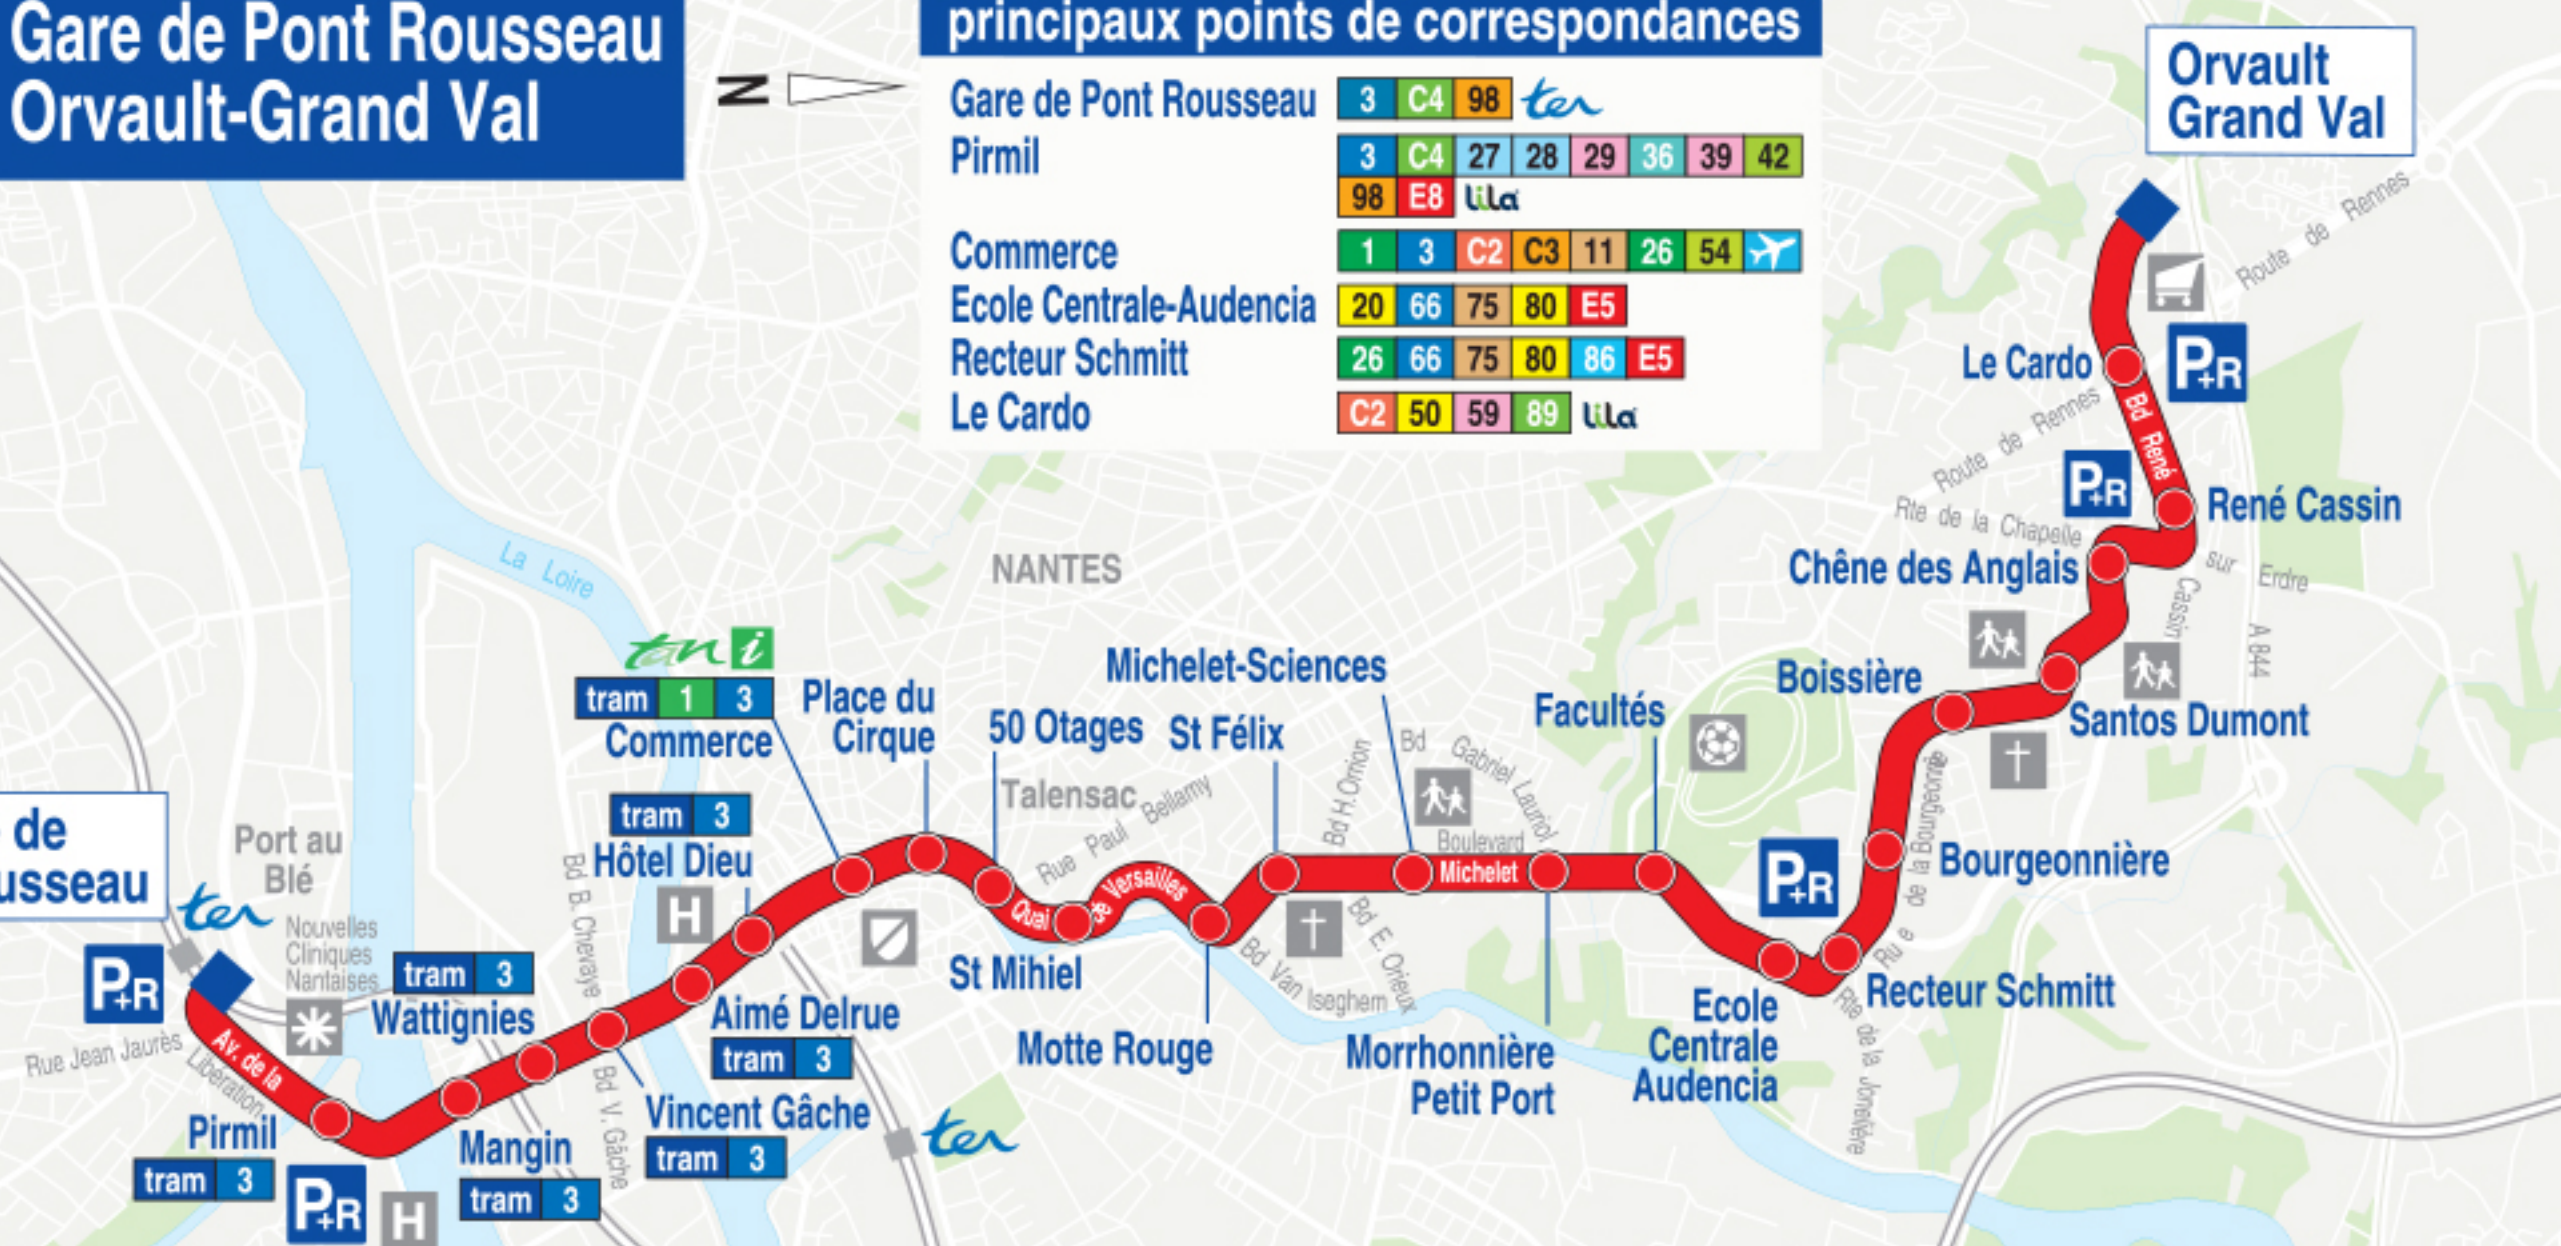 Gare de Pont Rousseau
Orvault-Grand Val
N
principaux points de correspondances
Gare de Pont Rousseau 3 C4 98 ter
Pirmil 3 C4 27 28 29 36 39 42
98 E8 lila
Commerce 1 3 C2 C3 11 26 54
Ecole Centrale-Audencia 20 66 75 80 E5
Recteur Schmitt 26 66 75 80 86 E5
Le Cardo C2 50 59 89 lila
Orvault
Grand Val
Route de Rennes
Le Cardo
P+R
Bd René
Route de Rennes
P+R
René Cassin
Rte de la Chapelle
sur Erdre
Chêne des Anglais
Cassin
A 844
La Loire
NANTES
tan i
tram 1 3
Commerce
Place du
Cirque
50 Otages
St Félix
Michelet-Sciences
Facultés
Boissière
Santos Dumont
Talensac
Rue Paul Bellamy
Bd H.Orrion
Bd Gabriel Lauriol
Boulevard
Michelet
tram 3
Hôtel Dieu
H
Port au
Blé
de
usseau
ter
P+R
Nouvelles
Cliniques
Nantaises
Rue Jean Jaurès
Av. de la
Libération
tram 3
Wattignies
Bd B. Chevaye
Quai de Versailles
St Mihiel
Motte Rouge
Bd Van Iseghem
Bd E. Orieux
Morrhonnière
Petit Port
P+R
Bourgeonnière
Rue de la Bourgeonne
Recteur Schmitt
Ecole
Centrale
Audencia
Rte de la Jonelière
Aimé Delrue
tram 3
Vincent Gâche
tram 3
Bd V. Gâche
ter
Pirmil
tram 3
P+R
H
Mangin
tram 3